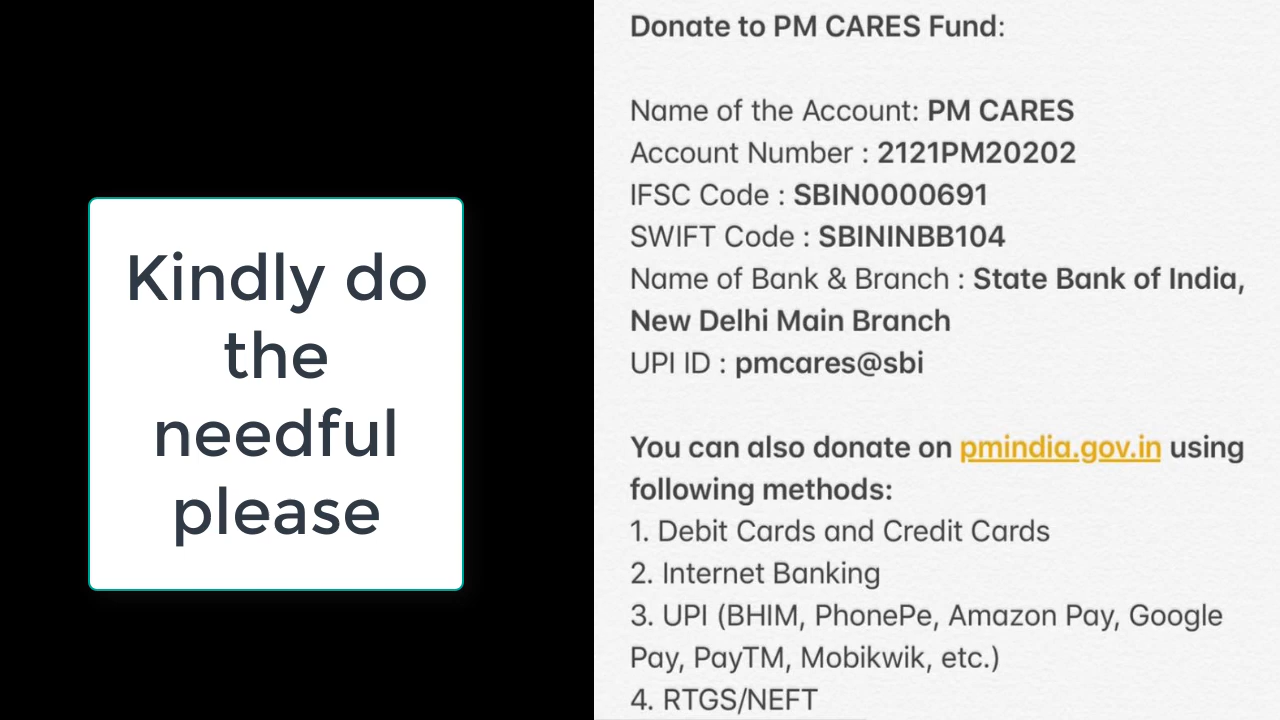 Kindly do
the
needful
please
Donate to PM CARES Fund:
Name of the Account: PM CARES
Account Number : 2121PM20202
IFSC Code : SBIN0000691
SWIFT Code : SBININBB104
Name of Bank & Branch : State Bank of India,
New Delhi Main Branch
UPI ID : pmcares@sbi
You can also donate on pmindia.gov.in using
following methods:
1. Debit Cards and Credit Cards
2. Internet Banking
3. UPI (BHIM, PhonePe, Amazon Pay, Google
Pay, PayTM, Mobikwik, etc.)
4. RTGS/NEFT